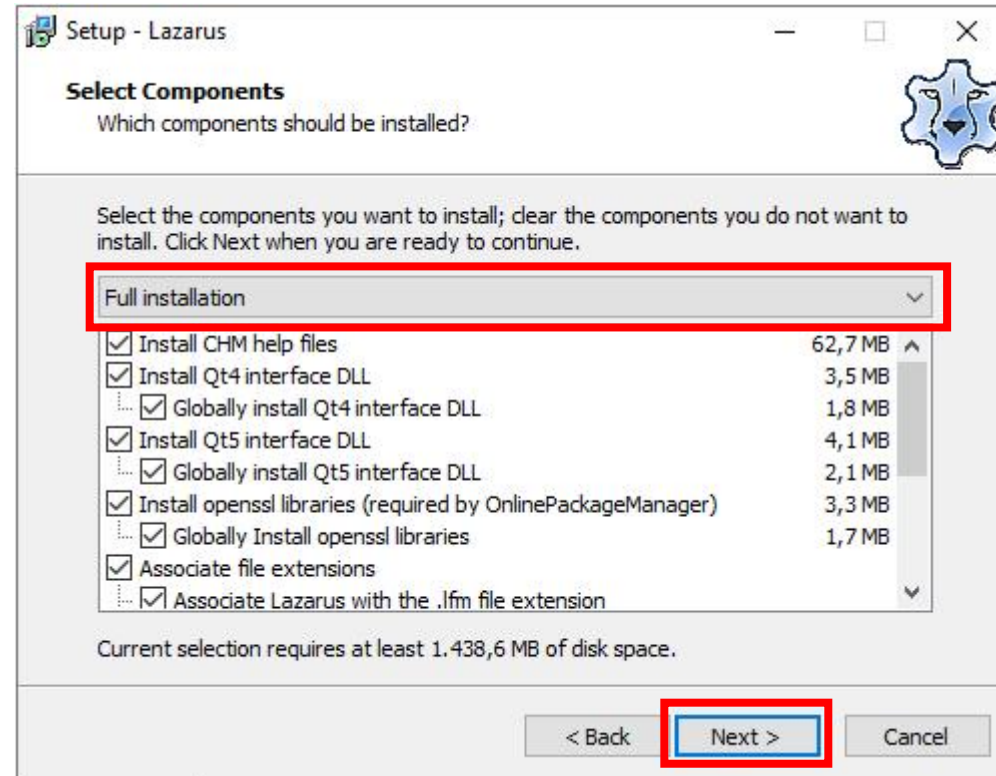 Setup - Lazarus
Select Components
Which components should be installed?
Select the components you want to install; clear the components you do not want to
install. Click Next when you are ready to continue.
Full installation
Install CHM help files 62,7 MB
Install Qt4 interface DLL 3,5 MB
Globally install Qt4 interface DLL 1,8 MB
Install Qt5 interface DLL 4,1 MB
Globally install Qt5 interface DLL 2,1 MB
Install openssl libraries (required by OnlinePackageManager) 3,3 MB
Globally Install openssl libraries 1,7 MB
Associate file extensions
Associate Lazarus with the .lfm file extension
Current selection requires at least 1.438,6 MB of disk space.
< Back Next > Cancel